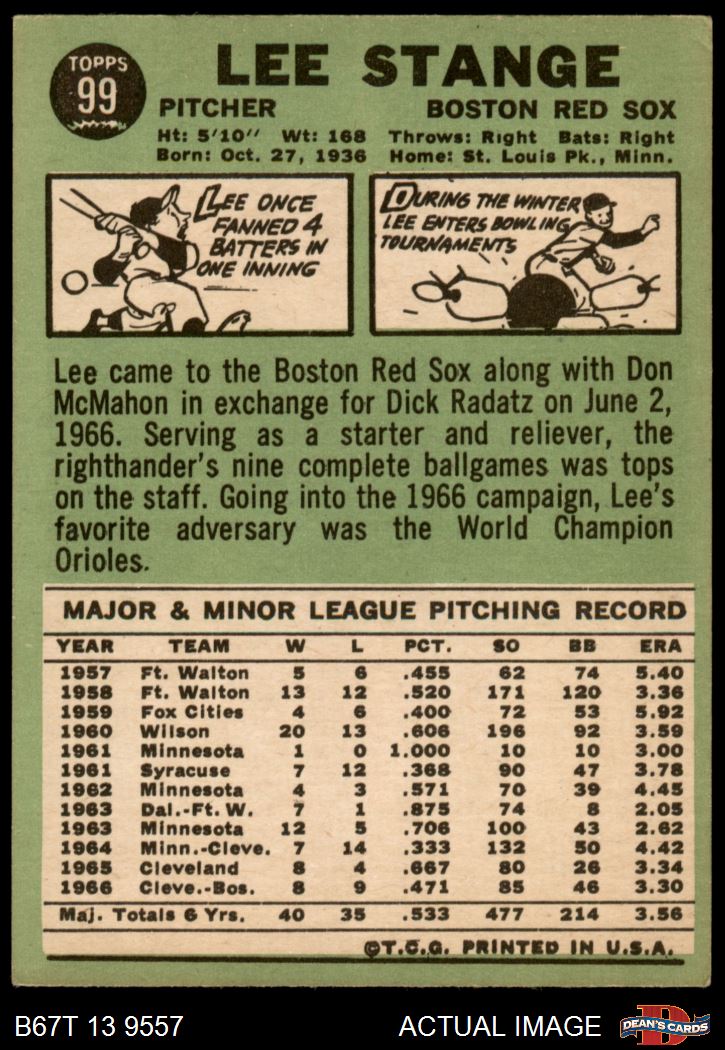 TOPPS
99
LEE STANGE
PITCHER BOSTON RED SOX
Ht: 5'10" Wt: 168 Throws: Right Bats: Right
Born: Oct. 27, 1936 Home: St. Louis Pk., Minn.
LEE ONCE
FANNED 4
BATTERS IN
ONE INNING
DURING THE WINTER
LEE ENTERS BOWLING
TOURNAMENTS
Lee came to the Boston Red Sox along with Don
McMahon in exchange for Dick Radatz on June 2,
1966. Serving as a starter and reliever, the
righthander's nine complete ballgames was tops
on the staff. Going into the 1966 campaign, Lee's
favorite adversary was the World Champion
Orioles.
MAJOR & MINOR LEAGUE PITCHING RECORD
YEAR TEAM W L PCT. SO BB ERA
1957 Ft. Walton 5 6 .455 62 74 5.40
1958 Ft. Walton 13 12 .520 171 120 3.36
1959 Fox Cities 4 6 .400 72 53 5.92
1960 Wilson 20 13 .606 196 92 3.59
1961 Minnesota 1 0 1.000 10 10 3.00
1961 Syracuse 7 12 .368 90 47 3.78
1962 Minnesota 4 3 .571 70 39 4.45
1963 Dal.-Ft. W. 7 1 .875 74 8 2.05
1963 Minnesota 12 5 .706 100 43 2.62
1964 Minn.-Cleve. 7 14 .333 132 50 4.42
1965 Cleveland 8 4 .667 80 26 3.34
1966 Cleve.-Bos. 8 9 .471 85 46 3.30
Maj. Totals 6 Yrs. 40 35 .533 477 214 3.56
©T.C.G. PRINTED IN U.S.A.
B67T 13 9557 ACTUAL IMAGE
D
DEAN'S CARDS